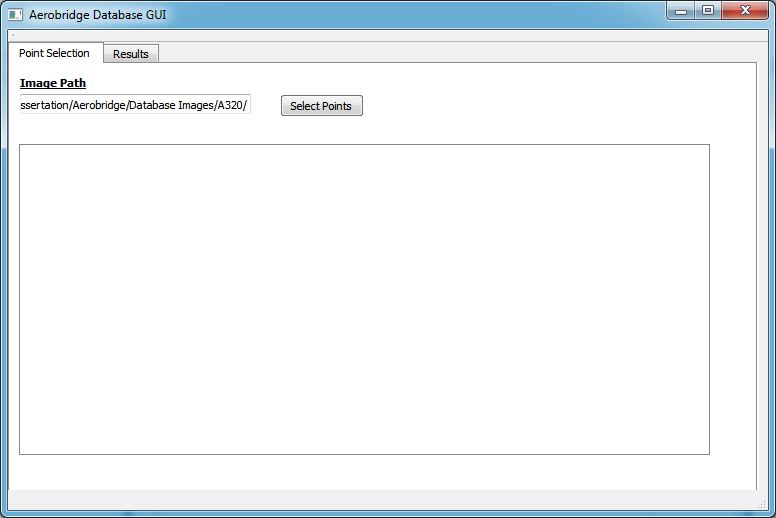 Aerobridge Database GUI
Point Selection
Results
Image Path
ssertation/Aerobridge/Database Images/A320/
Select Points